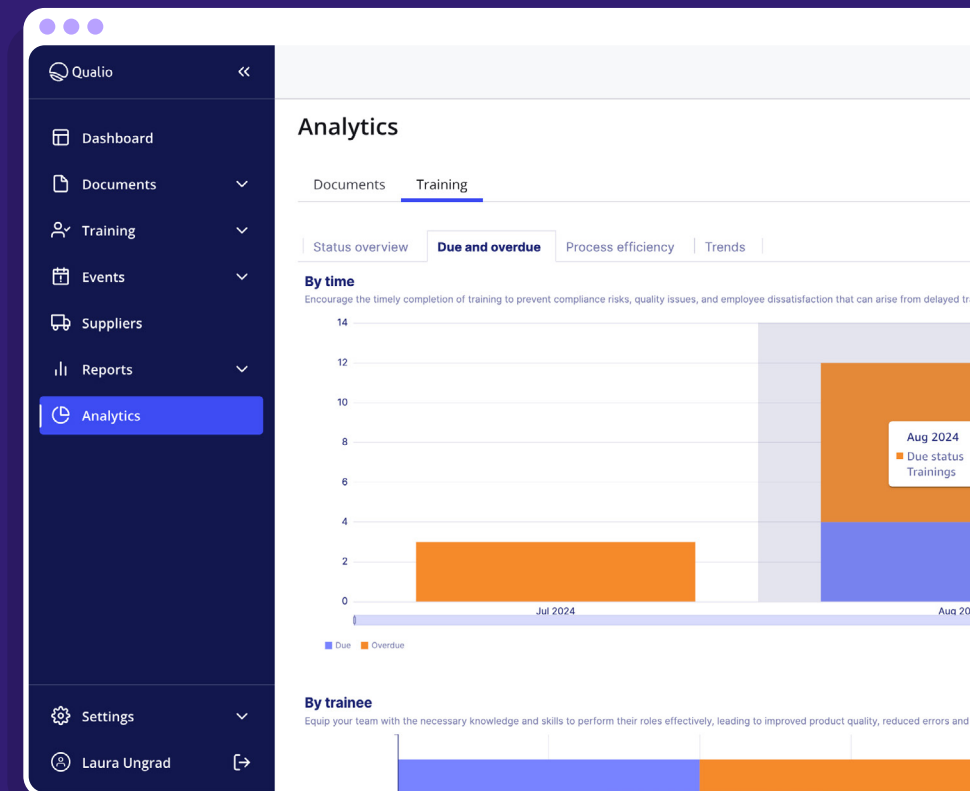 Qualio
Dashboard
Documents
Training
Events
Suppliers
Reports
Analytics
Settings
Laura Ungrad
Analytics
Documents Training
Status overview Due and overdue Process efficiency Trends
By time
Encourage the timely completion of training to prevent compliance risks, quality issues, and employee dissatisfaction that can arise from delayed
14
12
10
8
6
4
2
0
Aug 2024
Due status
Trainings
Jul 2024 Aug 20
Due Overdue
By trainee
Equip your team with the necessary knowledge and skills to perform their roles effectively, leading to improved product quality, reduced errors and